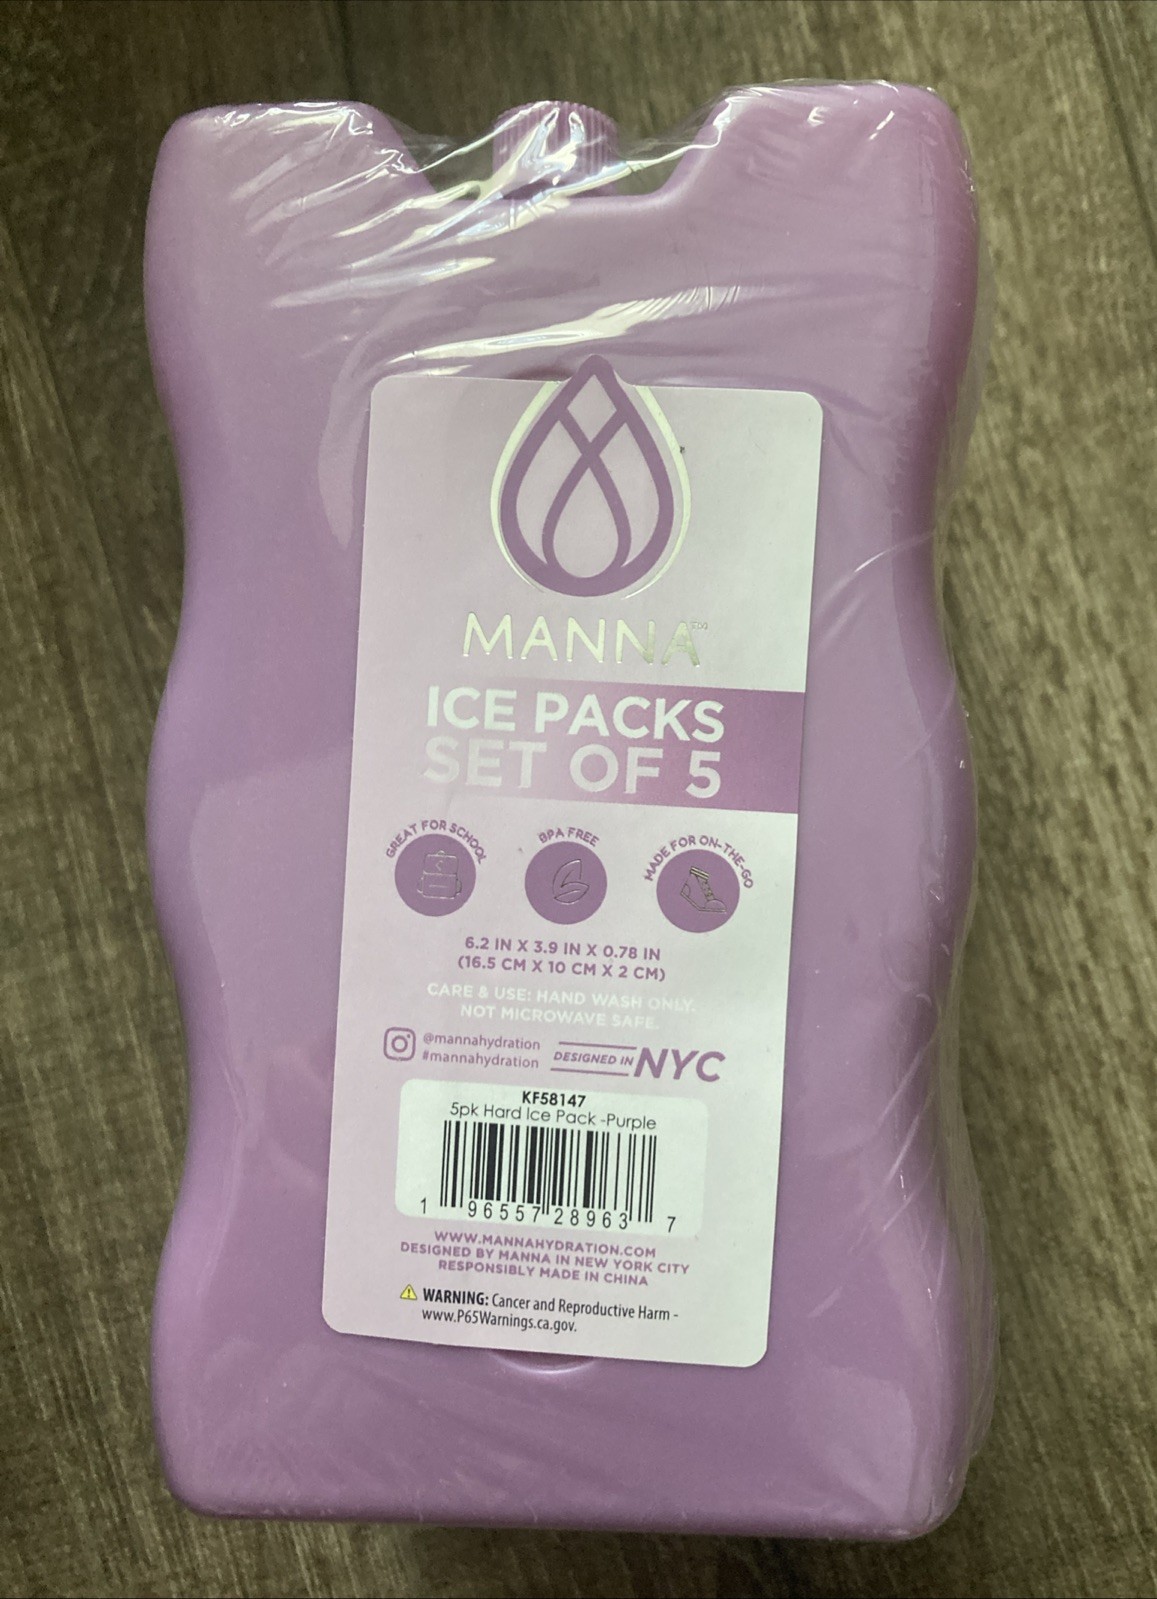 MANNA™
ICE PACKS
SET OF 5
GREAT FOR SCHOOL
BPA FREE
MADE FOR ON-THE-GO
6.2 IN X 3.9 IN X 0.78 IN
(16.5 CM X 10 CM X 2 CM)
CARE & USE: HAND WASH ONLY.
NOT MICROWAVE SAFE.
@mannahydration
#mannahydration
DESIGNED IN NYC
KF58147
5pk Hard Ice Pack -Purple
1 96557 28963 7
WWW.MANNAHYDRATION.COM
DESIGNED BY MANNA IN NEW YORK CITY
RESPONSIBLY MADE IN CHINA
WARNING: Cancer and Reproductive Harm -
www.P65Warnings.ca.gov.